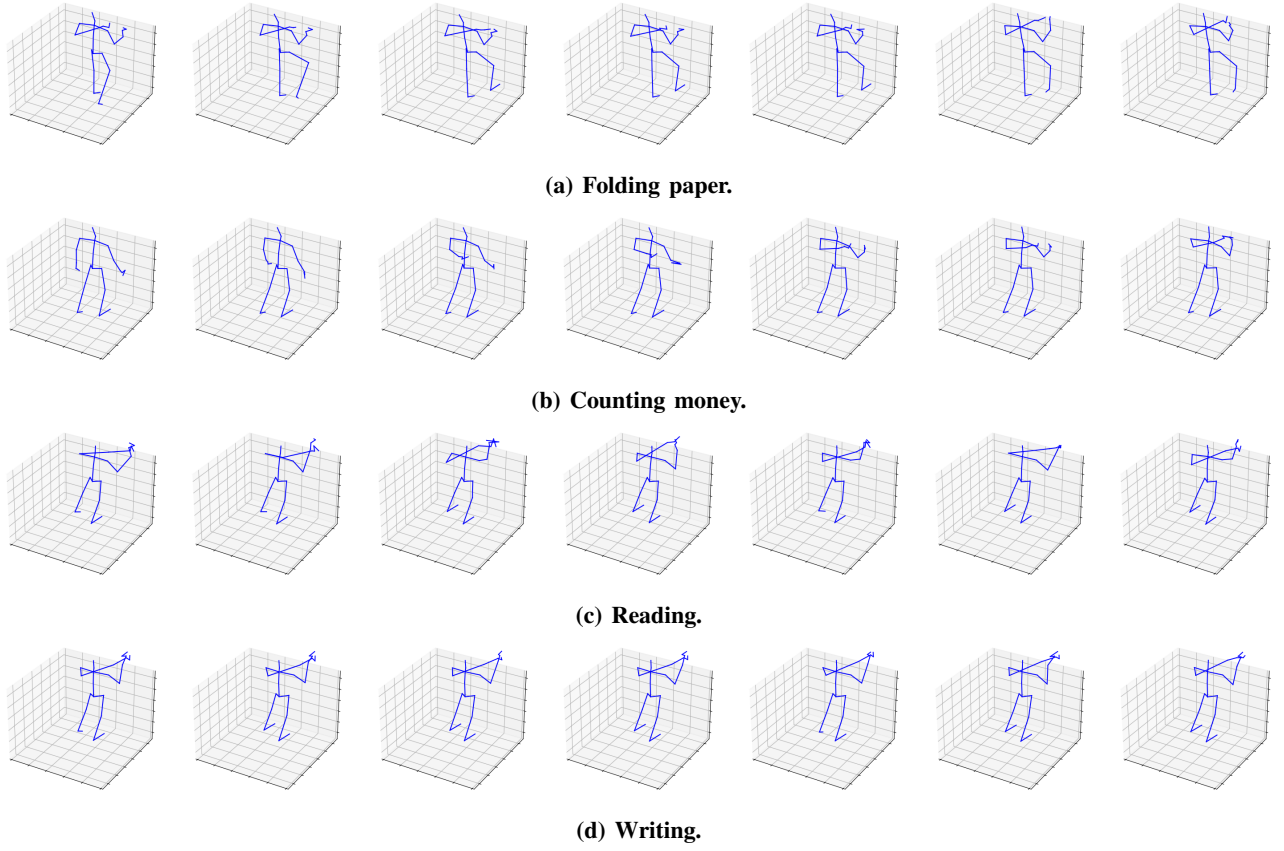 (a) Folding paper.
(b) Counting money.
(c) Reading.
(d) Writing.